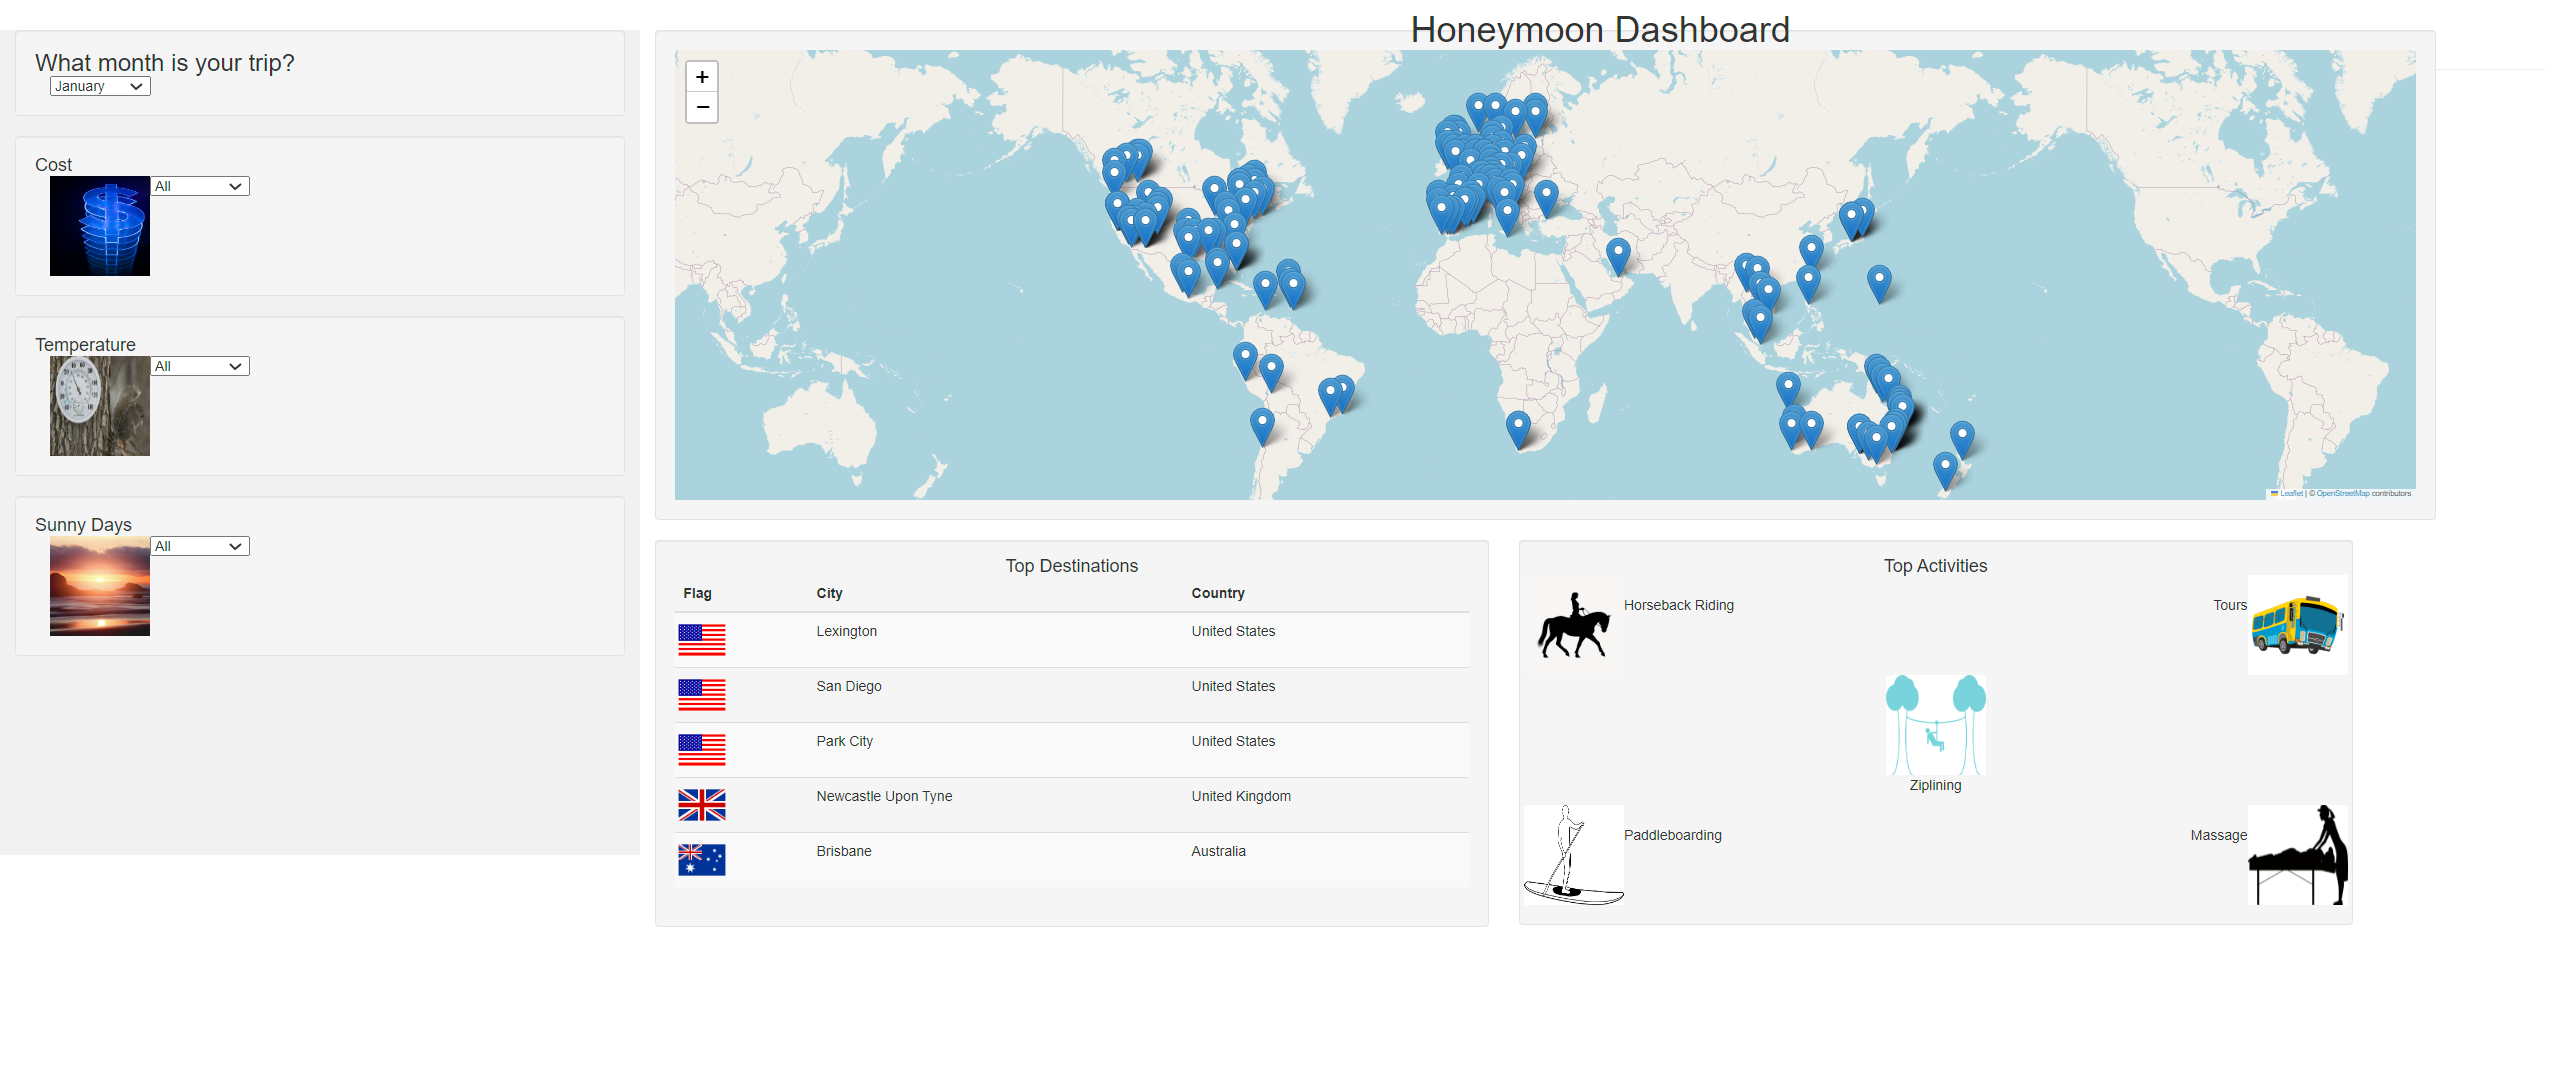 Honeymoon Dashboard
What month is your trip?
January
Cost
All
Temperature
All
Sunny Days
All
+
−
Leaflet | © OpenStreetMap contributors
Top Destinations
Flag City Country
Lexington United States
San Diego United States
Park City United States
Newcastle Upon Tyne United Kingdom
Brisbane Australia
Top Activities
Horseback Riding
Tours
Ziplining
Paddleboarding
Massage